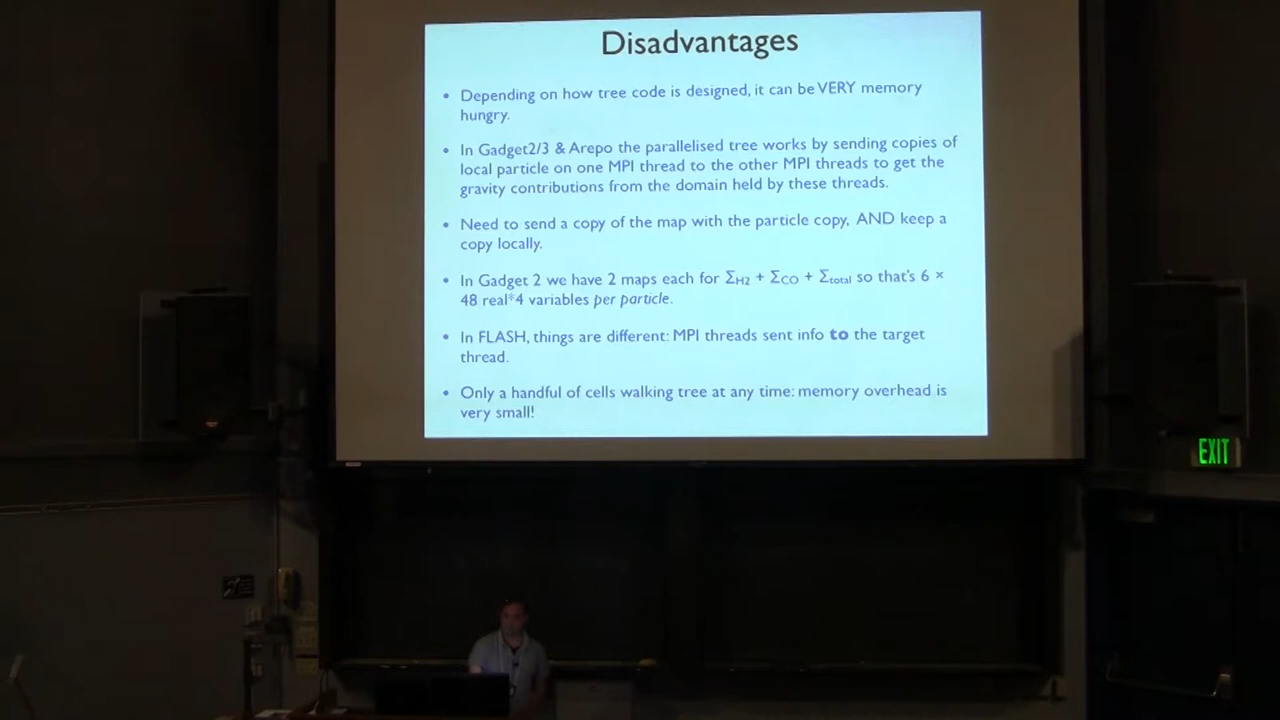 Disadvantages
• Depending on how tree code is designed, it can be VERY memory
hungry.
• In Gadget2/3 & Arepo the parallelised tree works by sending copies of
local particle on one MPI thread to the other MPI threads to get the
gravity contributions from the domain held by these threads.
• Need to send a copy of the map with the particle copy, AND keep a
copy locally.
• In Gadget 2 we have 2 maps each for ΣH2 + ΣCO + Σtotal so that's 6 ×
48 real*4 variables per particle.
• In FLASH, things are different: MPI threads sent info to the target
thread.
• Only a handful of cells walking tree at any time: memory overhead is
very small!
EXIT